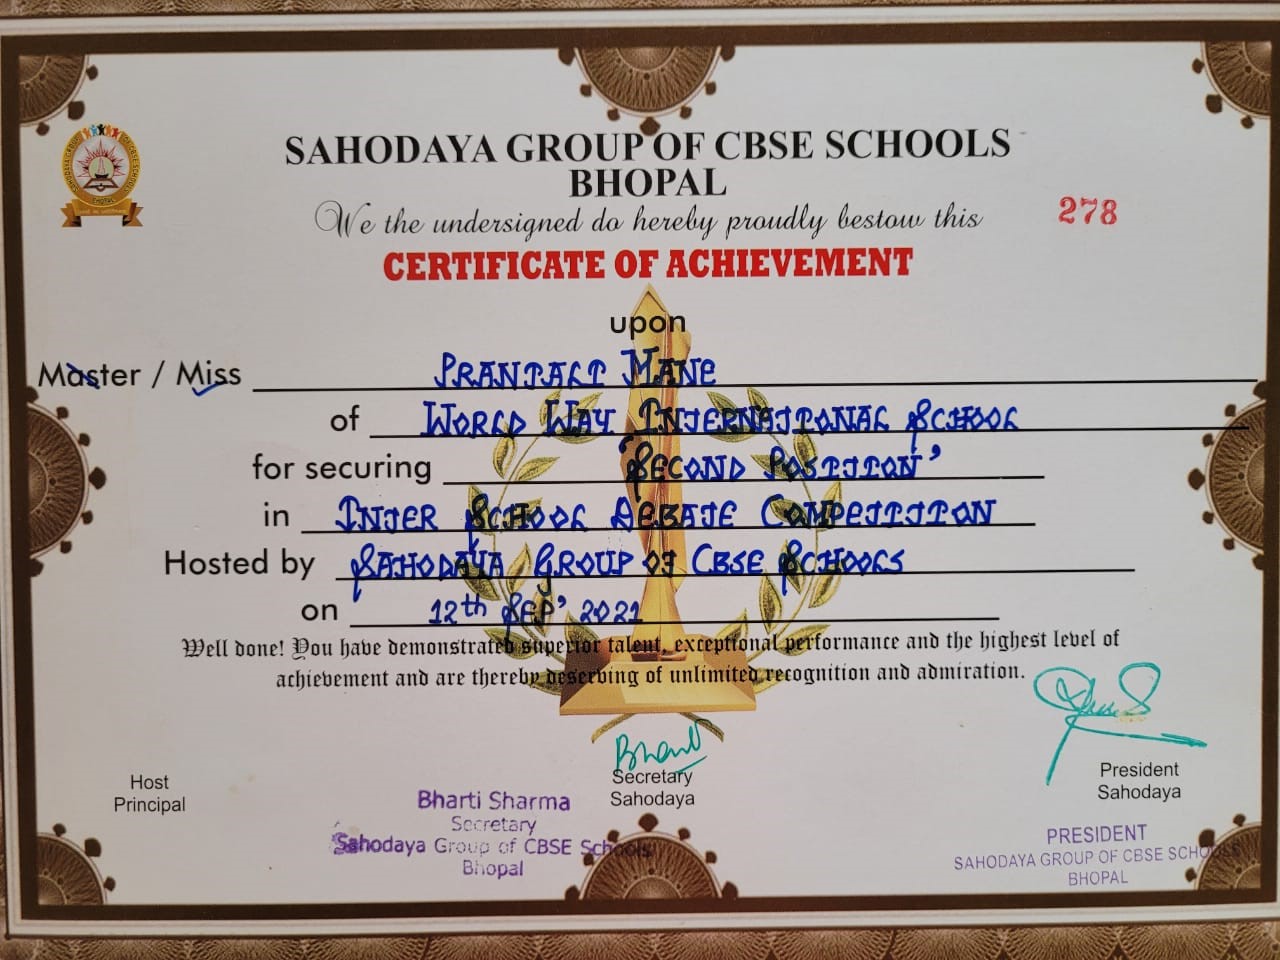 SAHODAYA GROUP OF CBSE SCHOOLS
BHOPAL
We the undersigned do hereby proudly bestow this
278
CERTIFICATE OF ACHIEVEMENT
upon
Master / Miss PRANJALI MANE
of WORLD WAY INTERNATIONAL SCHOOL
for securing 'SECOND POSITION'
in INTER SCHOOL DEBATE COMPETITION
Hosted by SAHODAYA GROUP OF CBSE SCHOOLS
on 12th SEP' 2021
Well done! You have demonstrated superior talent, exceptional performance and the highest level of
achievement and are thereby deserving of unlimited recognition and admiration.
Host
Principal
Secretary
Sahodaya
President
Sahodaya
Bharti Sharma
Secretary
Sahodaya Group of CBSE Schools
Bhopal
PRESIDENT
SAHODAYA GROUP OF CBSE SCHOOLS
BHOPAL